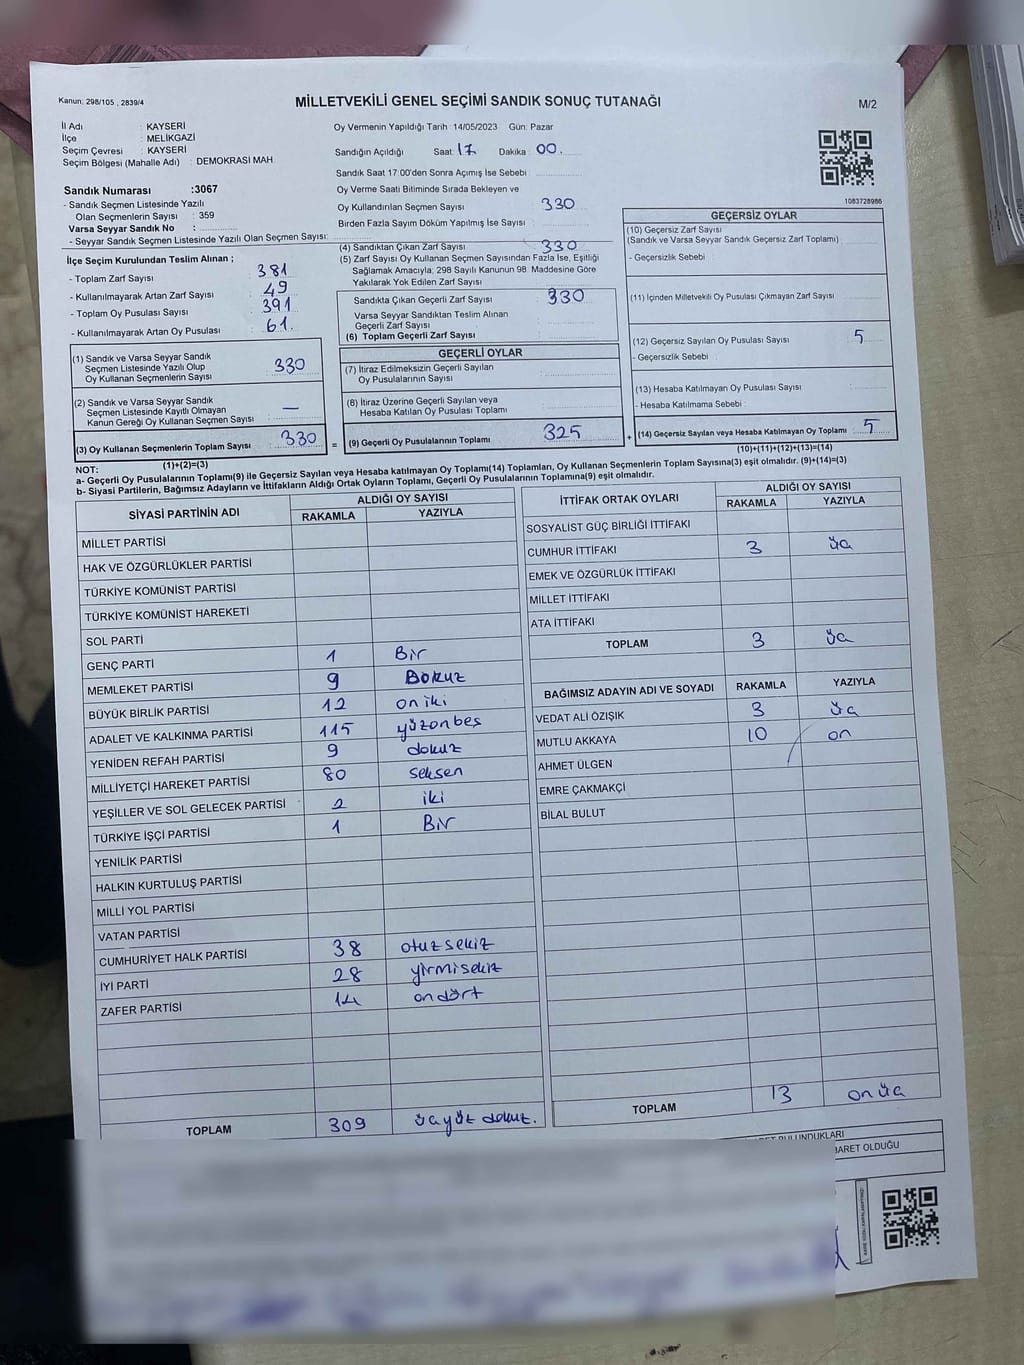 Kanun: 298/105 , 2839/4
MİLLETVEKİLİ GENEL SEÇİMİ SANDIK SONUÇ TUTANAĞI
M/2
İl Adı : KAYSERİ
İlçe : MELİKGAZİ
Seçim Çevresi : KAYSERİ
Seçim Bölgesi (Mahalle Adı) : DEMOKRASI MAH
Sandık Numarası :3067
- Sandık Seçmen Listesinde Yazılı
Olan Seçmenlerin Sayısı : 359
Varsa Seyyar Sandık No :
- Seyyar Sandık Seçmen Listesinde Yazılı Olan Seçmen Sayısı:
İlçe Seçim Kurulundan Teslim Alınan ;
- Toplam Zarf Sayısı 381
- Kullanılmayarak Artan Zarf Sayısı 49
- Toplam Oy Pusulası Sayısı 391
- Kullanılmayarak Artan Oy Pusulası 61.
(1) Sandık ve Varsa Seyyar Sandık
Seçmen Listesinde Yazılı Olup
Oy Kullanan Seçmenlerin Sayısı 330
(2) Sandık ve Varsa Seyyar Sandık
Seçmen Listesinde Kayıtlı Olmayan
Kanun Gereği Oy Kullanan Seçmen Sayısı —
(3) Oy Kullanan Seçmenlerin Toplam Sayısı 330 =
(1)+(2)=(3)
Oy Vermenin Yapıldığı Tarih :14/05/2023 Gün: Pazar
Sandığın Açıldığı Saat: 17 Dakika : 00.
Sandık Saat 17:00'den Sonra Açımış İse Sebebi :
Oy Verme Saati Bitiminde Sırada Bekleyen ve
Oy Kullandırılan Seçmen Sayısı 330
Birden Fazla Sayım Döküm Yapılmış İse Sayısı :
(4) Sandıktan Çıkan Zarf Sayısı 330
(5) Zarf Sayısı Oy Kullanan Seçmen Sayısından Fazla İse, Eşitliği
Sağlamak Amacıyla; 298 Sayılı Kanunun 98. Maddesine Göre
Yakılarak Yok Edilen Zarf Sayısı
Sandıkta Çıkan Geçerli Zarf Sayısı 330
Varsa Seyyar Sandıktan Teslim Alınan
Geçerli Zarf Sayısı
(6) Toplam Geçerli Zarf Sayısı
GEÇERLİ OYLAR
(7) İtiraz Edilmeksizin Geçerli Sayılan
Oy Pusulalarının Sayısı
(8) İtiraz Üzerine Geçerli Sayılan veya
Hesaba Katılan Oy Pusulası Toplamı
(9) Geçerli Oy Pusulalarının Toplamı 325 +
1083728986
GEÇERSİZ OYLAR
(10) Geçersiz Zarf Sayısı
(Sandık ve Varsa Seyyar Sandık Geçersiz Zarf Toplamı)
- Geçersizlik Sebebi :
(11) İçinden Milletvekili Oy Pusulası Çıkmayan Zarf Sayısı
(12) Geçersiz Sayılan Oy Pusulası Sayısı 5
- Geçersizlik Sebebi :
(13) Hesaba Katılmayan Oy Pusulası Sayısı
- Hesaba Katılmama Sebebi :
(14) Geçersiz Sayılan veya Hesaba Katılmayan Oy Toplamı 5
(10)+(11)+(12)+(13)=(14)
NOT:
a- Geçerli Oy Pusulalarının Toplamı(9) ile Geçersiz Sayılan veya Hesaba katılmayan Oy Toplamı(14) Toplamları, Oy Kullanan Seçmenlerin Toplam Sayısına(3) eşit olmalıdır. (9)+(14)=(3)
b- Siyasi Partilerin, Bağımsız Adayların ve İttifakların Aldığı Ortak Oyların Toplamı, Geçerli Oy Pusulalarının Toplamına(9) eşit olmalıdır.
SİYASİ PARTİNİN ADI ALDIĞI OY SAYISI
RAKAMLA YAZIYLA
MİLLET PARTİSİ
HAK VE ÖZGÜRLÜKLER PARTİSİ
TÜRKİYE KOMÜNİST PARTİSİ
TÜRKİYE KOMÜNİST HAREKETİ
SOL PARTİ
GENÇ PARTİ 1 Bir
MEMLEKET PARTİSİ 9 Dokuz
BÜYÜK BİRLİK PARTİSİ 12 on iki
ADALET VE KALKINMA PARTİSİ 115 yüzonbeş
YENİDEN REFAH PARTİSİ 9 dokuz
MİLLİYETÇİ HAREKET PARTİSİ 80 seksen
YEŞİLLER VE SOL GELECEK PARTİSİ 2 iki
TÜRKİYE İŞÇİ PARTİSİ 1 Bir
YENİLİK PARTİSİ
HALKIN KURTULUŞ PARTİSİ
MİLLİ YOL PARTİSİ
VATAN PARTİSİ
CUMHURİYET HALK PARTİSİ 38 otuzsekiz
İYİ PARTİ 28 yirmisekiz
ZAFER PARTİSİ 14 ondört
TOPLAM 309 üçyüz dokuz.
İTTİFAK ORTAK OYLARI ALDIĞI OY SAYISI
RAKAMLA YAZIYLA
SOSYALİST GÜÇ BİRLİĞİ İTTİFAKI
CUMHUR İTTİFAKI 3 üç
EMEK VE ÖZGÜRLÜK İTTİFAKI
MİLLET İTTİFAKI
ATA İTTİFAKI
TOPLAM 3 üç
BAĞIMSIZ ADAYIN ADI VE SOYADI RAKAMLA YAZIYLA
VEDAT ALİ ÖZIŞIK 3 üç
MUTLU AKKAYA 10 on
AHMET ÜLGEN
EMRE ÇAKMAKÇİ
BİLAL BULUT
TOPLAM 13 onüç
BULUNDUKLARI
BARET OLDUĞU